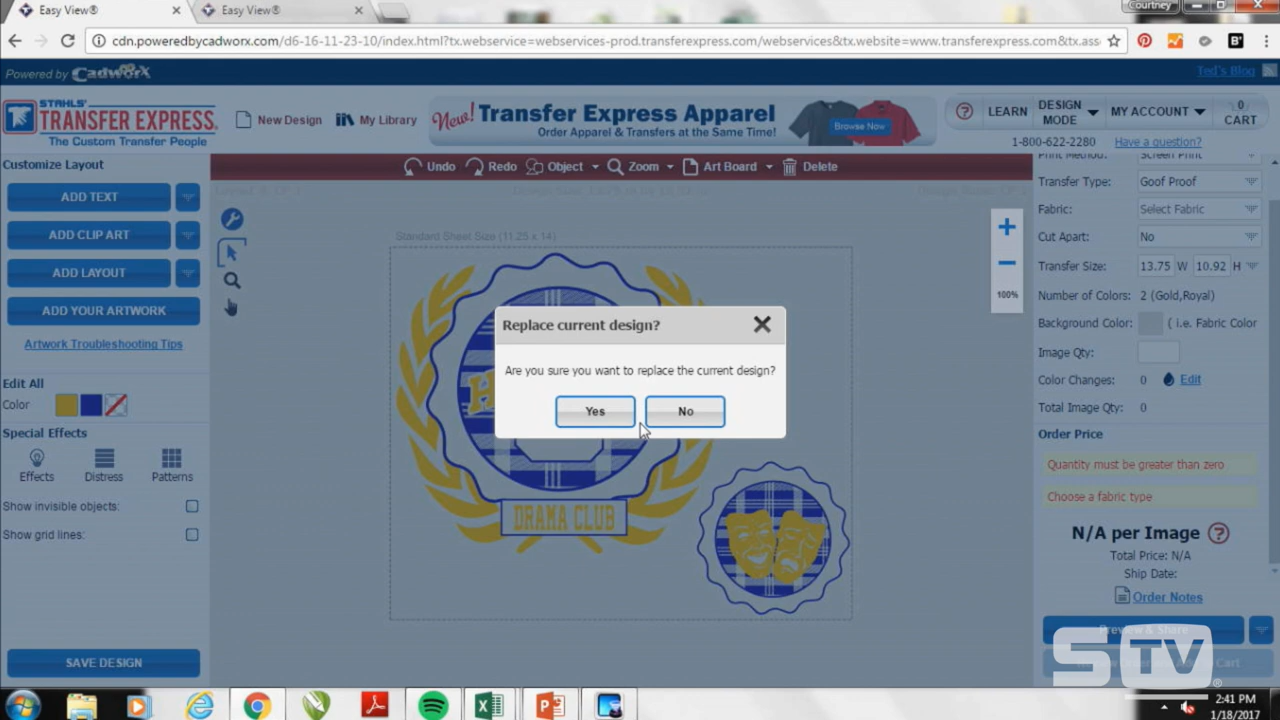 Easy View®
Easy View®
Courtney
cdn.poweredbycadworx.com/d6-16-11-23-10/index.html?tx.webservice=webservices-prod.transferexpress.com/webservices&tx.website=www.transferexpress.com&tx.ass
Powered by CadworX
Ted's Blog
STAHLS'
TRANSFER EXPRESS.
The Custom Transfer People
New Design
My Library
New!
Transfer Express Apparel
Order Apparel & Transfers at the Same Time!
Browse Now
LEARN
DESIGN MODE
MY ACCOUNT
0
CART
1-800-622-2280
Have a question?
Customize Layout
Undo
Redo
Object
Zoom
Art Board
Delete
ADD TEXT
ADD CLIP ART
ADD LAYOUT
ADD YOUR ARTWORK
Artwork Troubleshooting Tips
Edit All
Color
Special Effects
Effects
Distress
Patterns
Show invisible objects:
Show grid lines:
SAVE DESIGN
Standard Sheet Size (11.25 x 14)
100%
Replace current design?
Are you sure you want to replace the current design?
Yes
No
DRAMA CLUB
Print Method: Screen Print
Transfer Type: Goof Proof
Fabric: Select Fabric
Cut Apart: No
Transfer Size: 13.75 W 10.92 H
Number of Colors: 2 (Gold,Royal)
Background Color: ( i.e. Fabric Color
Image Qty:
Color Changes: 0 Edit
Total Image Qty: 0
Order Price
Quantity must be greater than zero
Choose a fabric type
N/A per Image
Total Price: N/A
Ship Date:
Order Notes
Preview & Share
STV
2:41 PM
1/18/2017